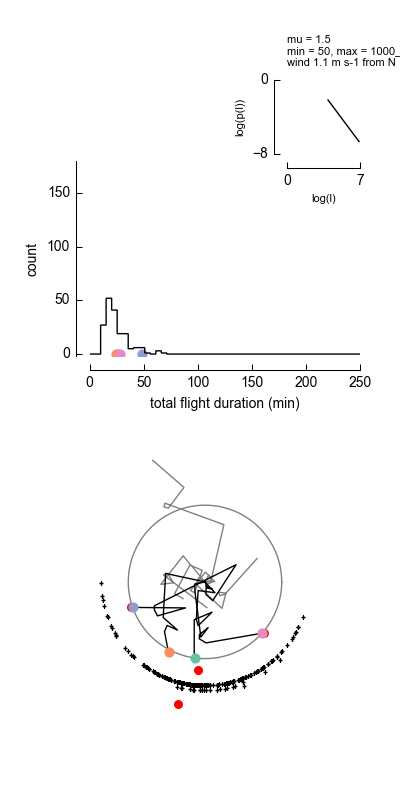 mu = 1.5
min = 50, max = 1000_
wind 1.1 m s-1 from N
0
log(p(l))
−8
0
7
log(l)
150
100
count
50
0
0
50
100
150
200
250
total flight duration (min)